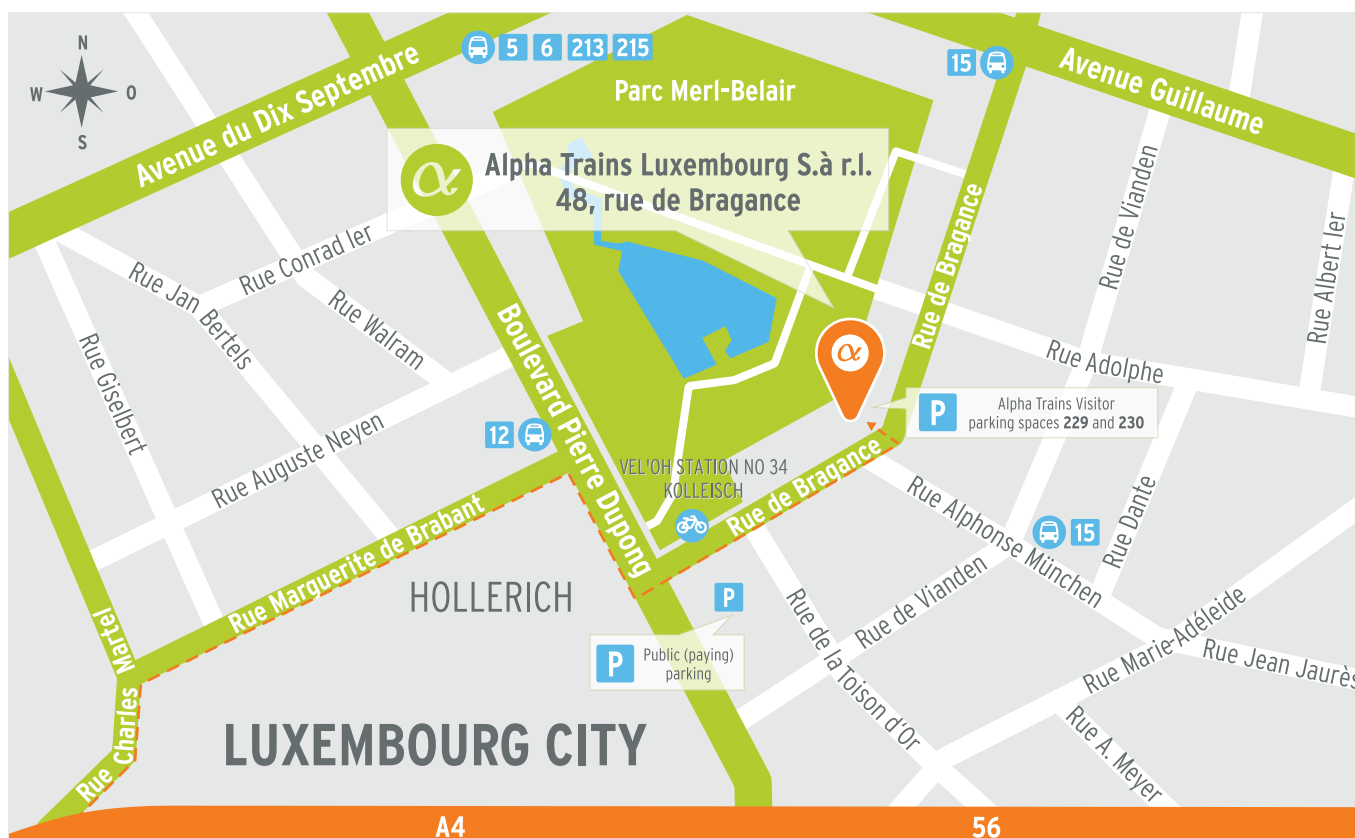 N
W
O
S
Avenue du Dix Septembre
5 6 213 215
15
Avenue Guillaume
Parc Merl-Belair
α
Alpha Trains Luxembourg S.à r.l.
48, rue de Bragance
Rue de Vianden
Rue de Bragance
Rue Albert Ier
Rue Conrad Ier
Rue Jan Bertels
Rue Walram
Rue Giselbert
Boulevard Pierre Dupong
α
Rue Adolphe
P
Alpha Trains Visitor
parking spaces 229 and 230
12
Rue Auguste Neyen
VEL'OH STATION NO 34
KOLLEISCH
Rue de Bragance
Rue Alphonse München
Rue Dante
15
Rue Marguerite de Brabant
HOLLERICH
P
P
Public (paying)
parking
Rue de la Toison d'Or
Rue de Vianden
Rue Marie-Adéleide
Rue Jean Jaurès
Rue Charles Martel
LUXEMBOURG CITY
Rue A. Meyer
A4
56